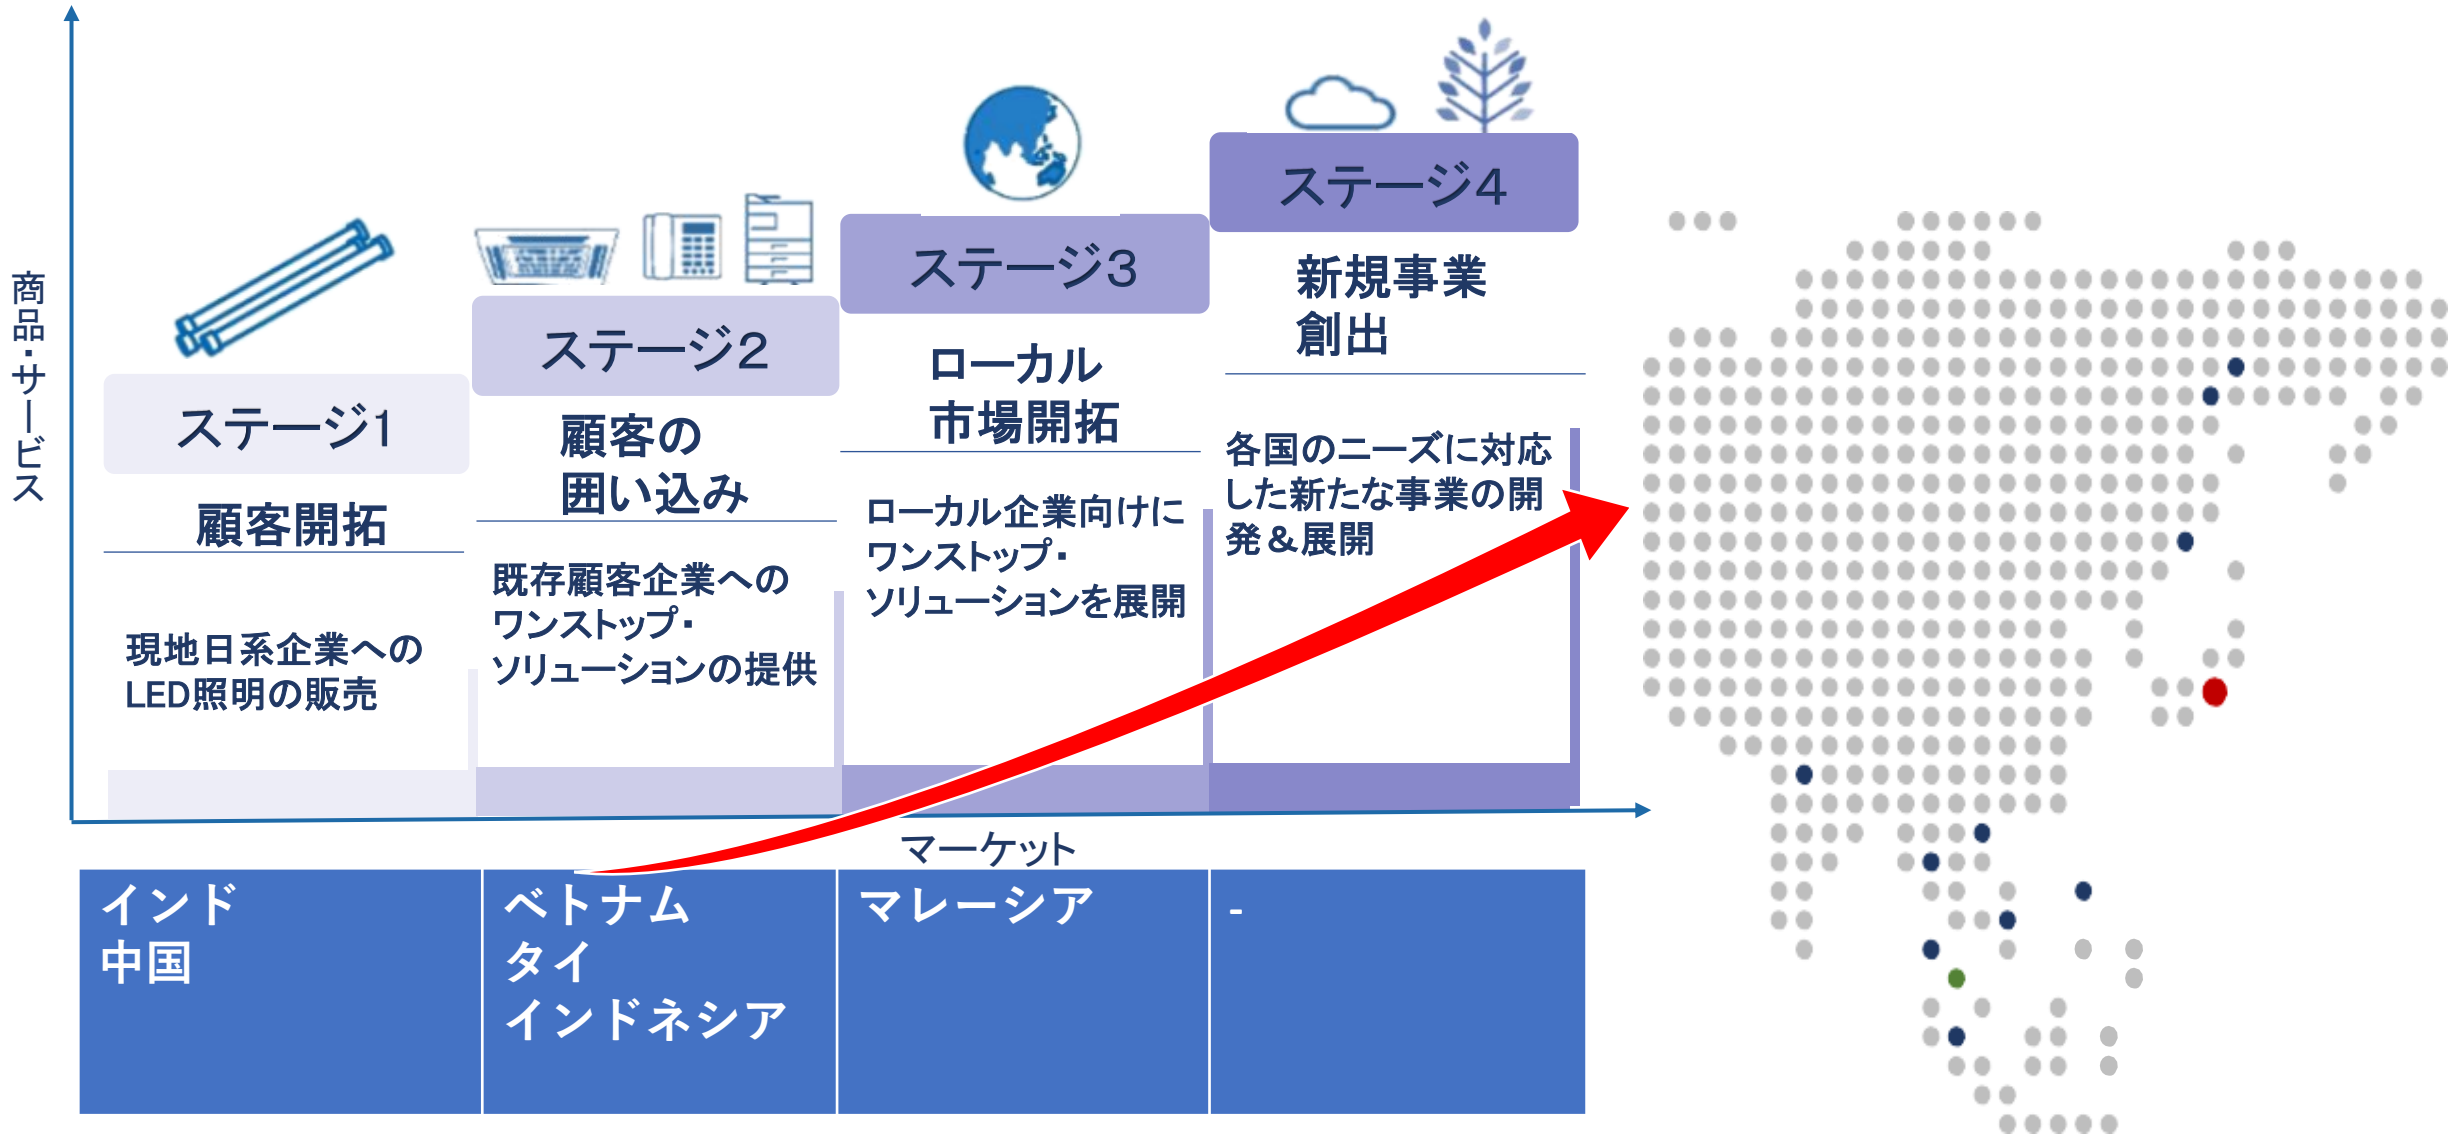 商品・サービス
ステージ1
顧客開拓
現地日系企業への
LED照明の販売
ステージ2
顧客の
囲い込み
既存顧客企業への
ワンストップ・
ソリューションの提供
ステージ3
ローカル
市場開拓
ローカル企業向けに
ワンストップ・
ソリューションを展開
ステージ4
新規事業
創出
各国のニーズに対応
した新たな事業の開
発＆展開
マーケット
インド
中国
ベトナム
タイ
インドネシア
マレーシア
-